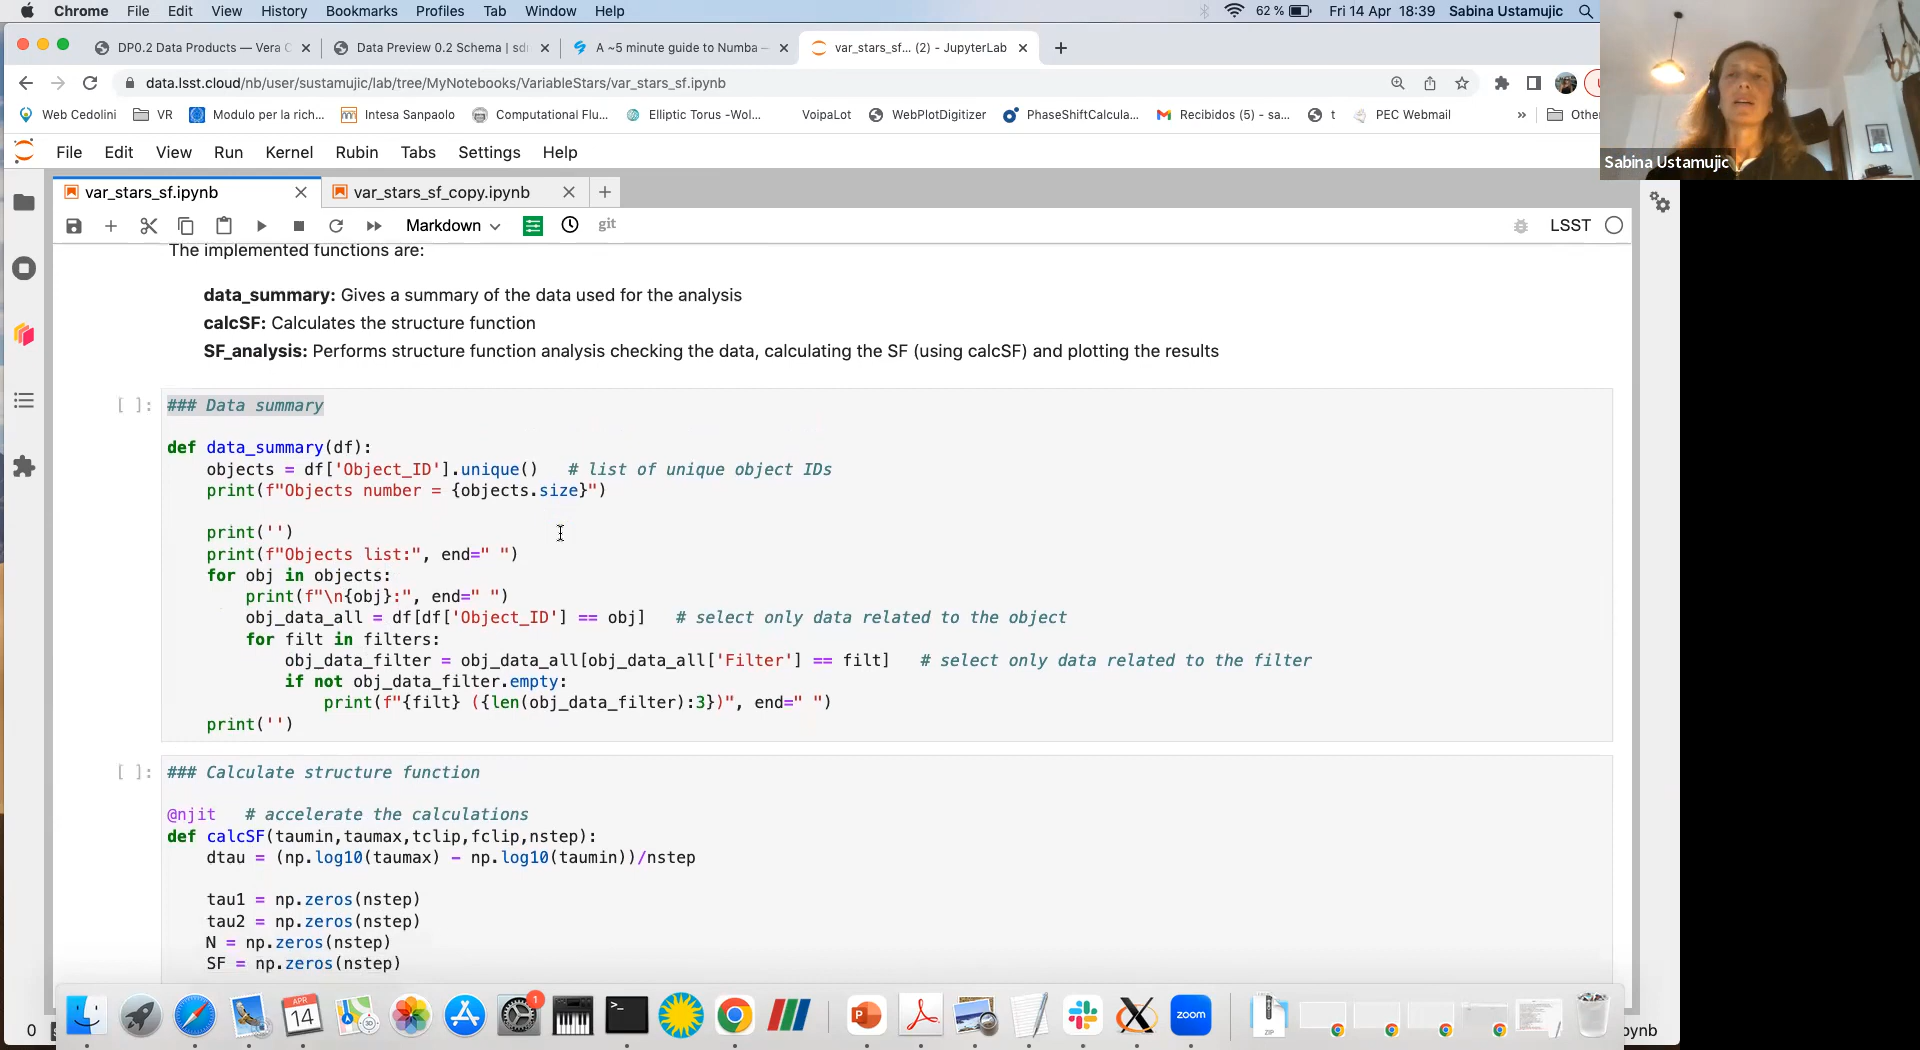 Chrome File Edit View History Bookmarks Profiles Tab Window Help 62 % Fri 14 Apr 18:39 Sabina Ustamujic
DP0.2 Data Products — Vera C Data Preview 0.2 Schema | sdm A ~5 minute guide to Numba — var_stars_sf... (2) - JupyterLab
data.lsst.cloud/nb/user/sustamujic/lab/tree/MyNotebooks/VariableStars/var_stars_sf.ipynb
Web Cedolini VR Modulo per la rich... Intesa Sanpaolo Computational Flu... Elliptic Torus -Wol... VoipaLot WebPlotDigitizer PhaseShiftCalcula... Recibidos (5) - sa... t PEC Webmail » Othe
File Edit View Run Kernel Rubin Tabs Settings Help
Sabina Ustamujic
var_stars_sf.ipynb var_stars_sf_copy.ipynb
Markdown git LSST
The implemented functions are:
data_summary: Gives a summary of the data used for the analysis
calcSF: Calculates the structure function
SF_analysis: Performs structure function analysis checking the data, calculating the SF (using calcSF) and plotting the results
[ ]: ### Data summary
def data_summary(df):
objects = df['Object_ID'].unique() # list of unique object IDs
print(f"Objects number = {objects.size}")
print('')
print(f"Objects list:", end=" ")
for obj in objects:
print(f"\n{obj}:", end=" ")
obj_data_all = df[df['Object_ID'] == obj] # select only data related to the object
for filt in filters:
obj_data_filter = obj_data_all[obj_data_all['Filter'] == filt] # select only data related to the filter
if not obj_data_filter.empty:
print(f"{filt} ({len(obj_data_filter):3})", end=" ")
print('')
[ ]: ### Calculate structure function
@njit # accelerate the calculations
def calcSF(taumin,taumax,tclip,fclip,nstep):
dtau = (np.log10(taumax) - np.log10(taumin))/nstep
tau1 = np.zeros(nstep)
tau2 = np.zeros(nstep)
N = np.zeros(nstep)
SF = np.zeros(nstep)
APR
14
1
zoom
ZIP
0
pynb